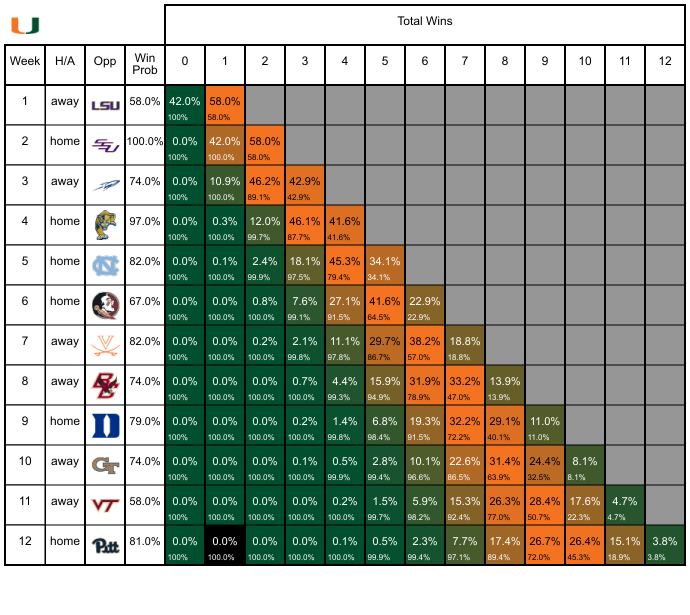 Total Wins
Week H/A Opp Win Prob 0 1 2 3 4 5 6 7 8 9 10 11 12
1 away LSU 58.0% 42.0% 58.0%
100% 58.0%
2 home 100.0% 0.0% 42.0% 58.0%
100% 100.0% 58.0%
3 away 74.0% 0.0% 10.9% 46.2% 42.9%
100% 100.0% 89.1% 42.9%
4 home 97.0% 0.0% 0.3% 12.0% 46.1% 41.6%
100% 100.0% 99.7% 87.7% 41.6%
5 home NC 82.0% 0.0% 0.1% 2.4% 18.1% 45.3% 34.1%
100% 100.0% 99.9% 97.5% 79.4% 34.1%
6 home 67.0% 0.0% 0.0% 0.8% 7.6% 27.1% 41.6% 22.9%
100% 100.0% 100.0% 99.1% 91.5% 64.5% 22.9%
7 away V 82.0% 0.0% 0.0% 0.2% 2.1% 11.1% 29.7% 38.2% 18.8%
100% 100.0% 100.0% 99.8% 97.8% 86.7% 57.0% 18.8%
8 away BC 74.0% 0.0% 0.0% 0.0% 0.7% 4.4% 15.9% 31.9% 33.2% 13.9%
100% 100.0% 100.0% 100.0% 99.3% 94.9% 78.9% 47.0% 13.9%
9 home D 79.0% 0.0% 0.0% 0.0% 0.2% 1.4% 6.8% 19.3% 32.2% 29.1% 11.0%
100% 100.0% 100.0% 100.0% 99.8% 98.4% 91.5% 72.2% 40.1% 11.0%
10 away GT 74.0% 0.0% 0.0% 0.0% 0.1% 0.5% 2.8% 10.1% 22.6% 31.4% 24.4% 8.1%
100% 100.0% 100.0% 100.0% 99.9% 99.4% 96.6% 86.5% 63.9% 32.5% 8.1%
11 away VT 58.0% 0.0% 0.0% 0.0% 0.0% 0.2% 1.5% 5.9% 15.3% 26.3% 28.4% 17.6% 4.7%
100% 100.0% 100.0% 100.0% 100.0% 99.7% 98.2% 92.4% 77.0% 50.7% 22.3% 4.7%
12 home Pitt 81.0% 0.0% 0.0% 0.0% 0.0% 0.1% 0.5% 2.3% 7.7% 17.4% 26.7% 26.4% 15.1% 3.8%
100% 100.0% 100.0% 100.0% 100.0% 99.9% 99.4% 97.1% 89.4% 72.0% 45.3% 18.9% 3.8%